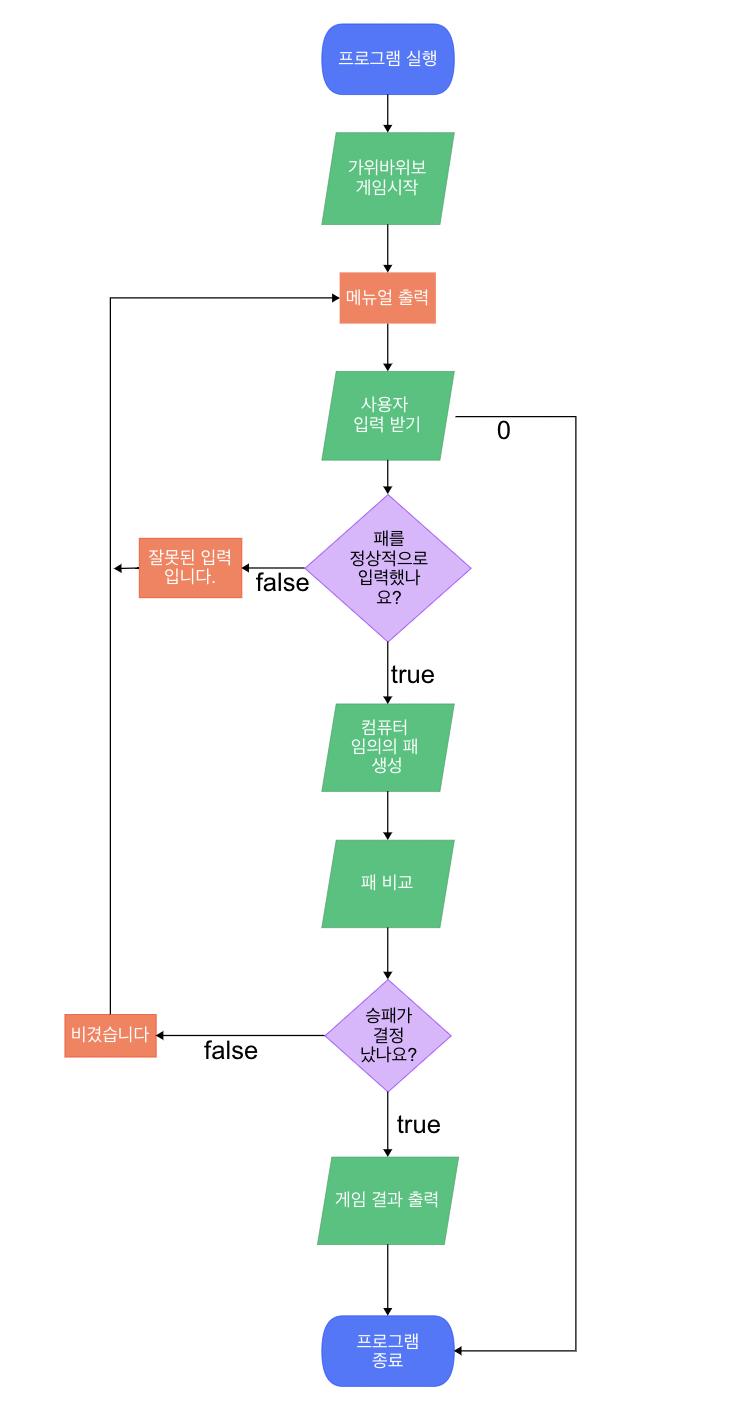 프로그램 실행
가위바위보
게임시작
메뉴얼 출력
사용자
입력 받기
0
패를
정상적으로
입력했나
요?
잘못된 입력
입니다.
false
true
컴퓨터
임의의 패
생성
패 비교
승패가
결정
났나요?
비겼습니다
false
true
게임 결과 출력
프로그램
종료